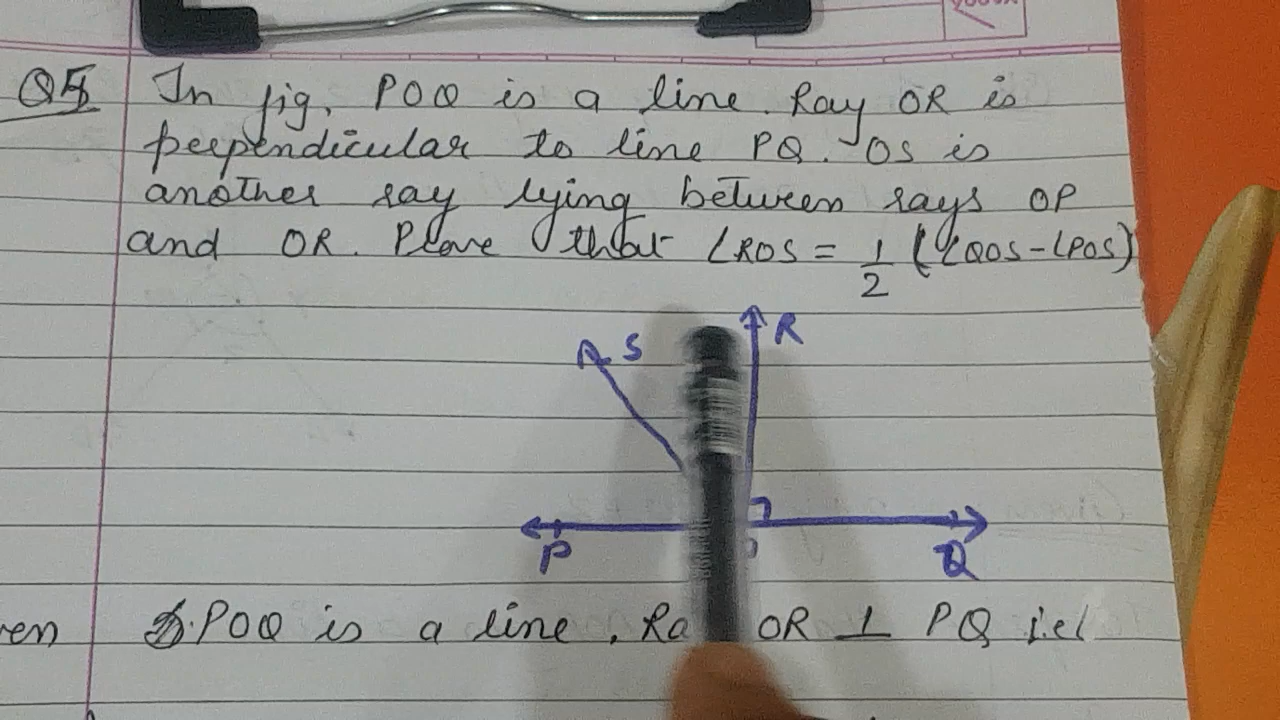 Q5 In fig, POQ is a line. Ray OR is
perpendicular to line PQ. OS is
another ray lying between rays OP
and OR. Prove that ∠ROS = 1/2 (∠QOS - ∠POS)
S R
P Q
POQ is a line, Ra OR ⊥ PQ i.e